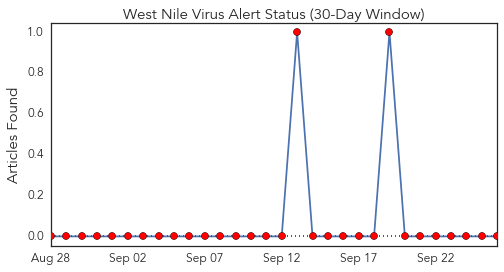 West Nile Virus Alert Status (30-Day Window)
Articles Found
1.0
0.8
0.6
0.4
0.2
0.0
Aug 28 Sep 02 Sep 07 Sep 12 Sep 17 Sep 22